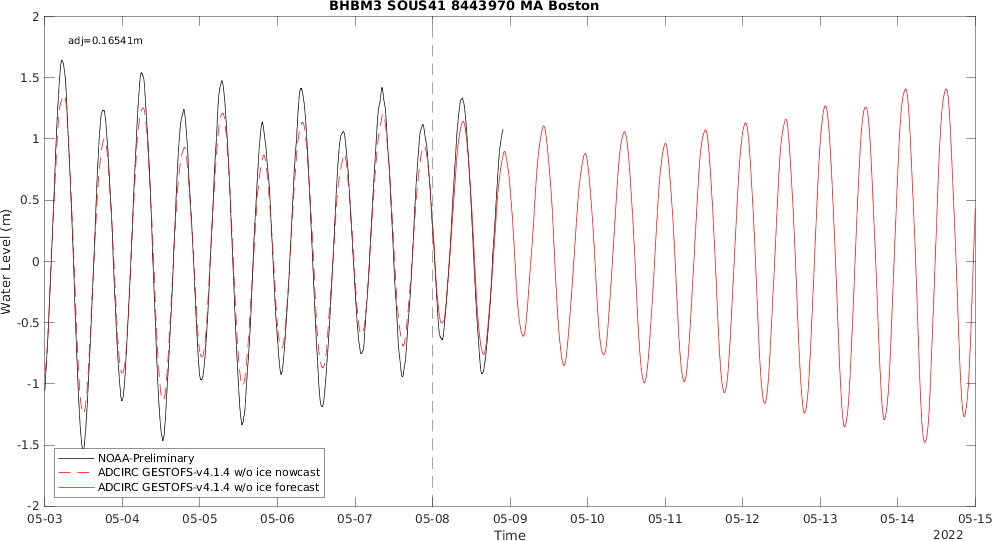 BHBM3 SOUS41 8443970 MA Boston
adj=0.16541m
Water Level (m)
2
1.5
1
0.5
0
-0.5
-1
-1.5
-2
NOAA-Preliminary
ADCIRC GESTOFS-v4.1.4 w/o ice nowcast
ADCIRC GESTOFS-v4.1.4 w/o ice forecast
05-03 05-04 05-05 05-06 05-07 05-08 05-09 05-10 05-11 05-12 05-13 05-14 05-15
Time
2022